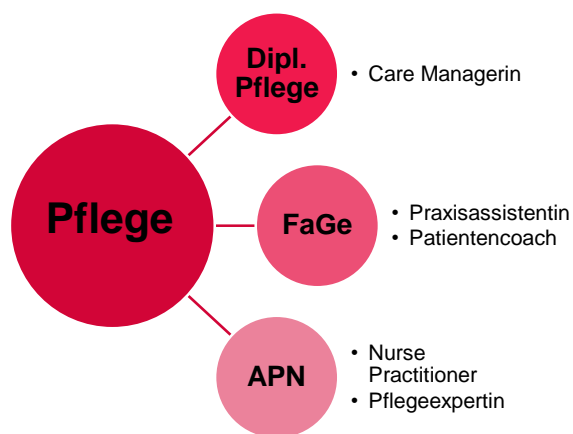 Dipl.
Pflege
• Care Managerin
Pflege
FaGe
• Praxisassistentin
• Patientencoach
APN
• Nurse
Practitioner
• Pflegeexpertin